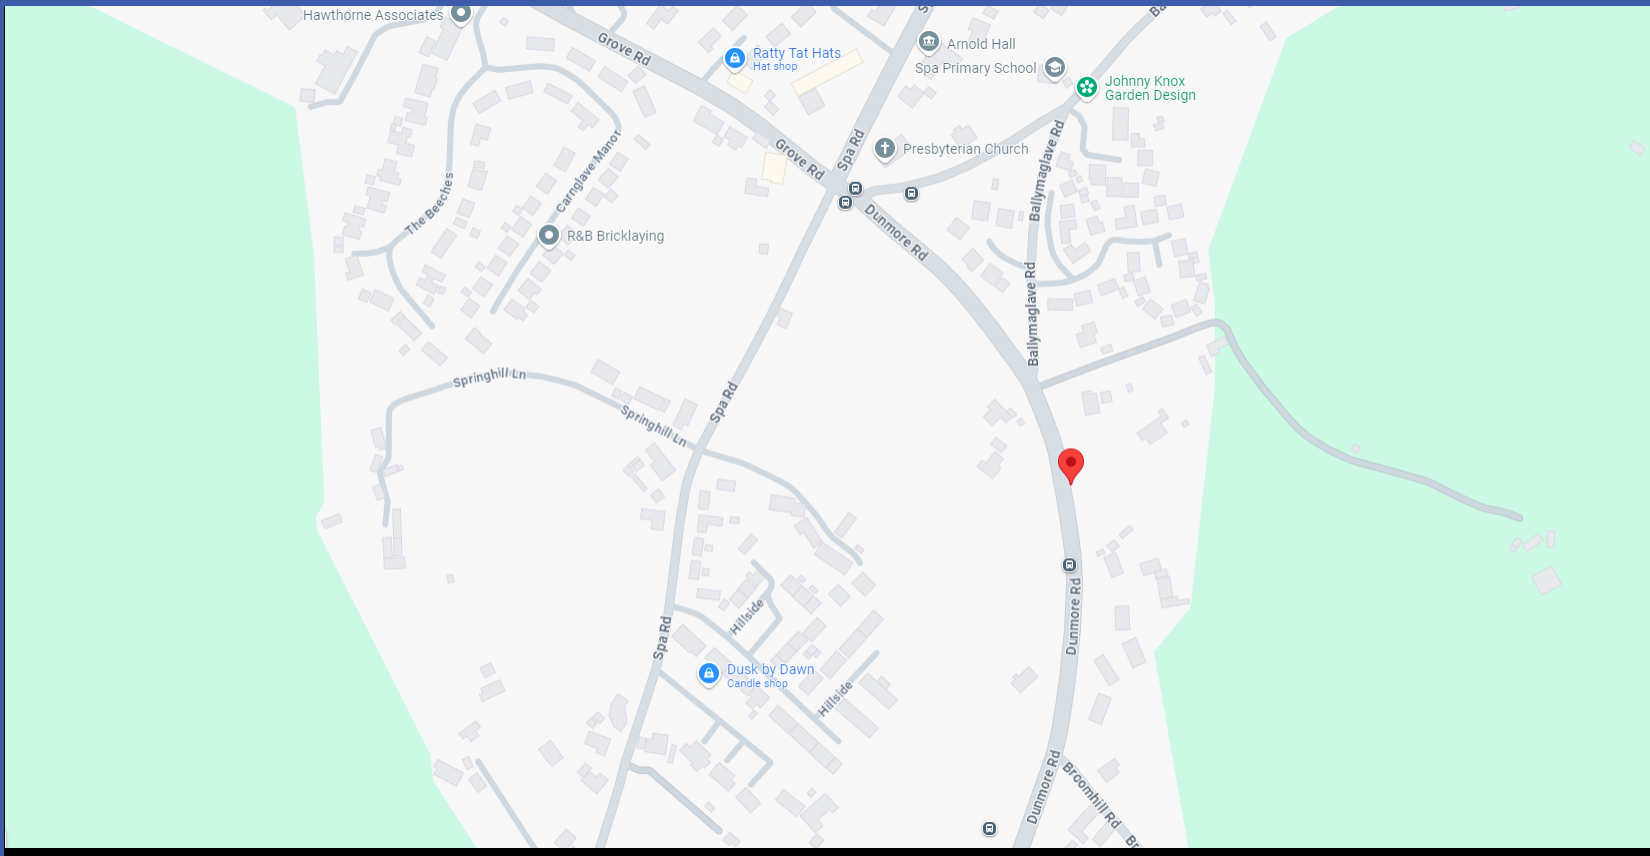 Hawthorne Associates
Grove Rd
Ratty Tat Hats
Hat shop
Arnold Hall
Spa Primary School
Johnny Knox
Garden Design
Spa Rd
Grove Rd
Presbyterian Church
Ballymaglave Rd
Carnglave Manor
The Beeches
R&B Bricklaying
Dunmore Rd
Ballymaglave Rd
Springhill Ln
Springhill Ln
Spa Rd
Hillside
Spa Rd
Dunmore Rd
Dusk by Dawn
Candle shop
Hillside
Dunmore Rd
Broomhill Rd